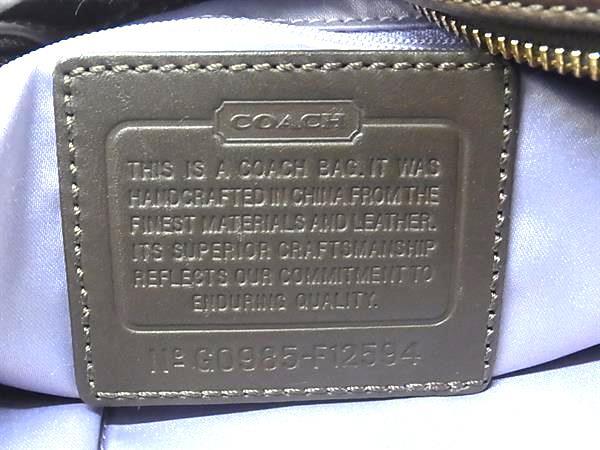 COACH
THIS IS A COACH BAG. IT WAS
HANDCRAFTED IN CHINA FROM THE
FINEST MATERIALS AND LEATHER.
ITS SUPERIOR CRAFTSMANSHIP
REFLECTS OUR COMMITMENT TO
ENDURING QUALITY.
Nº G0985-F12594